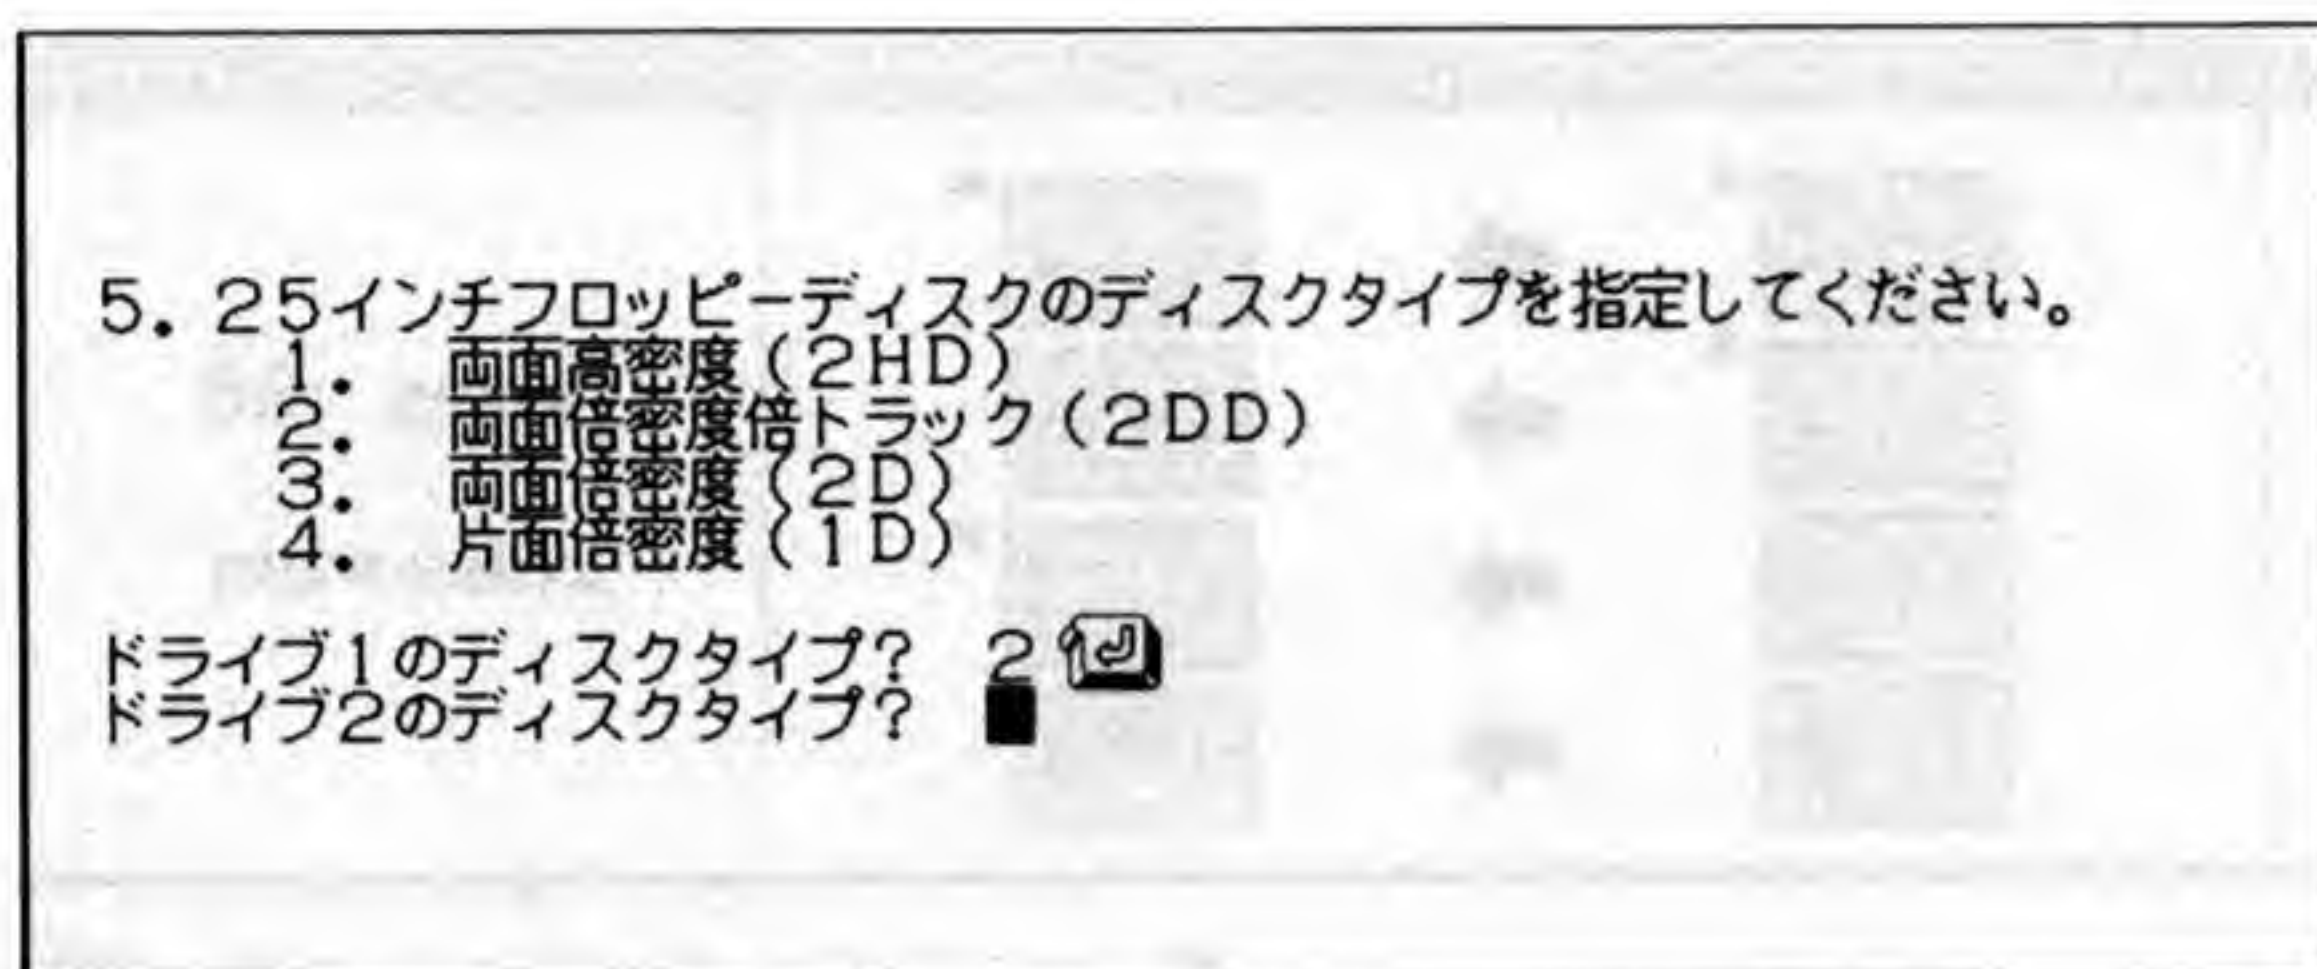 5．25インチフロッピーディスクのディスクタイプを指定してください。
1．　両面高密度（2HD）
2．　両面倍密度倍トラック（2DD）
3．　両面倍密度（2D）
4．　片面倍密度（1D）
ドライブ1のディスクタイプ？　2
ドライブ2のディスクタイプ？